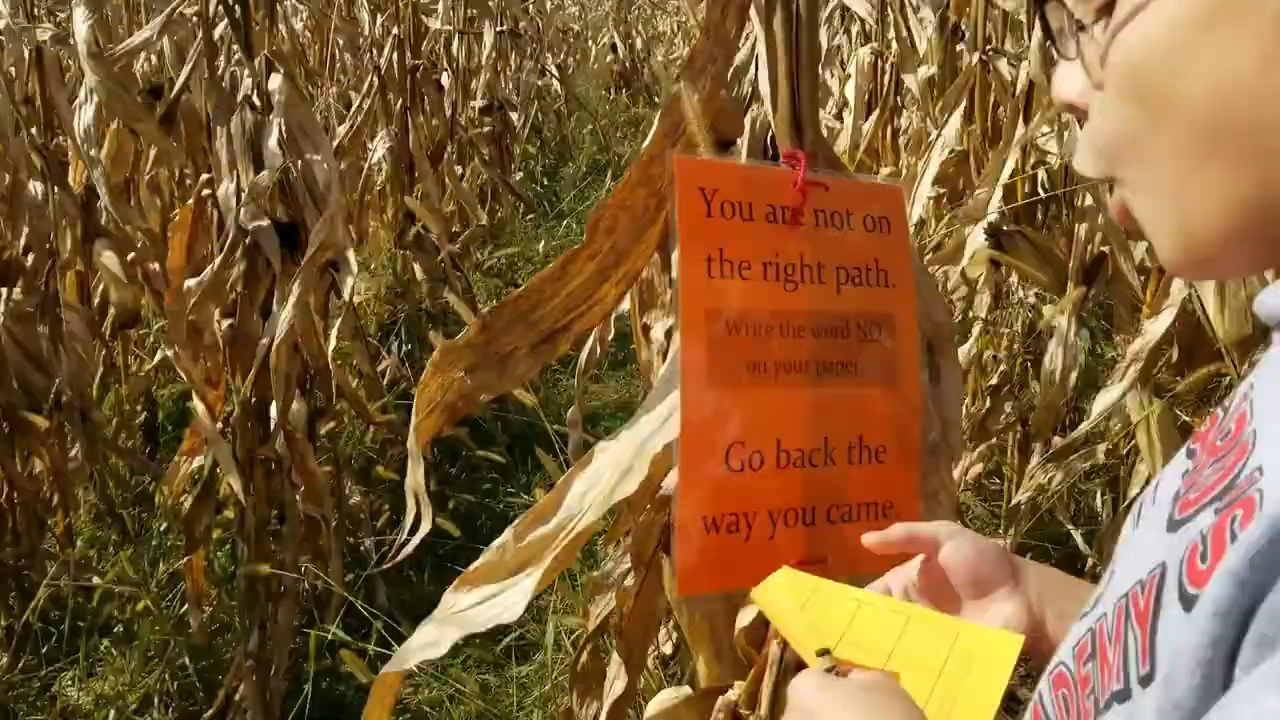 You are not on
the right path.
Write the word NO
on your paper.
Go back the
way you came.
ADEMY